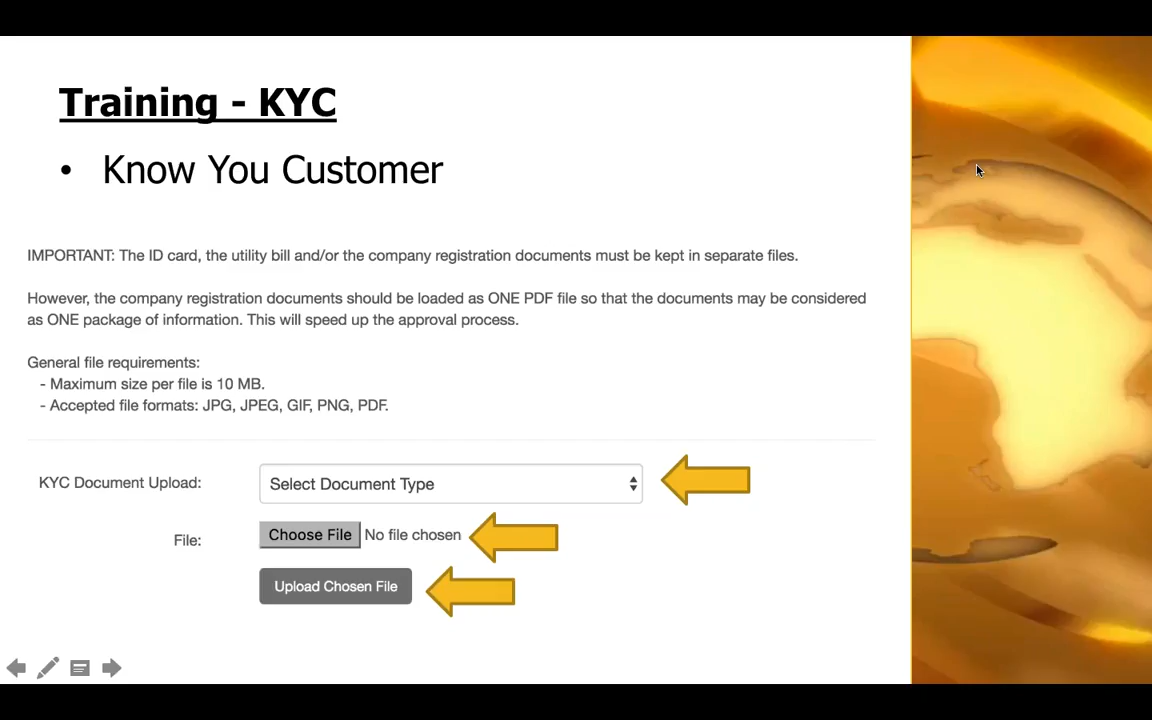 Training - KYC
• Know You Customer
IMPORTANT: The ID card, the utility bill and/or the company registration documents must be kept in separate files.
However, the company registration documents should be loaded as ONE PDF file so that the documents may be considered
as ONE package of information. This will speed up the approval process.
General file requirements:
- Maximum size per file is 10 MB.
- Accepted file formats: JPG, JPEG, GIF, PNG, PDF.
KYC Document Upload: Select Document Type
File: Choose File No file chosen
Upload Chosen File